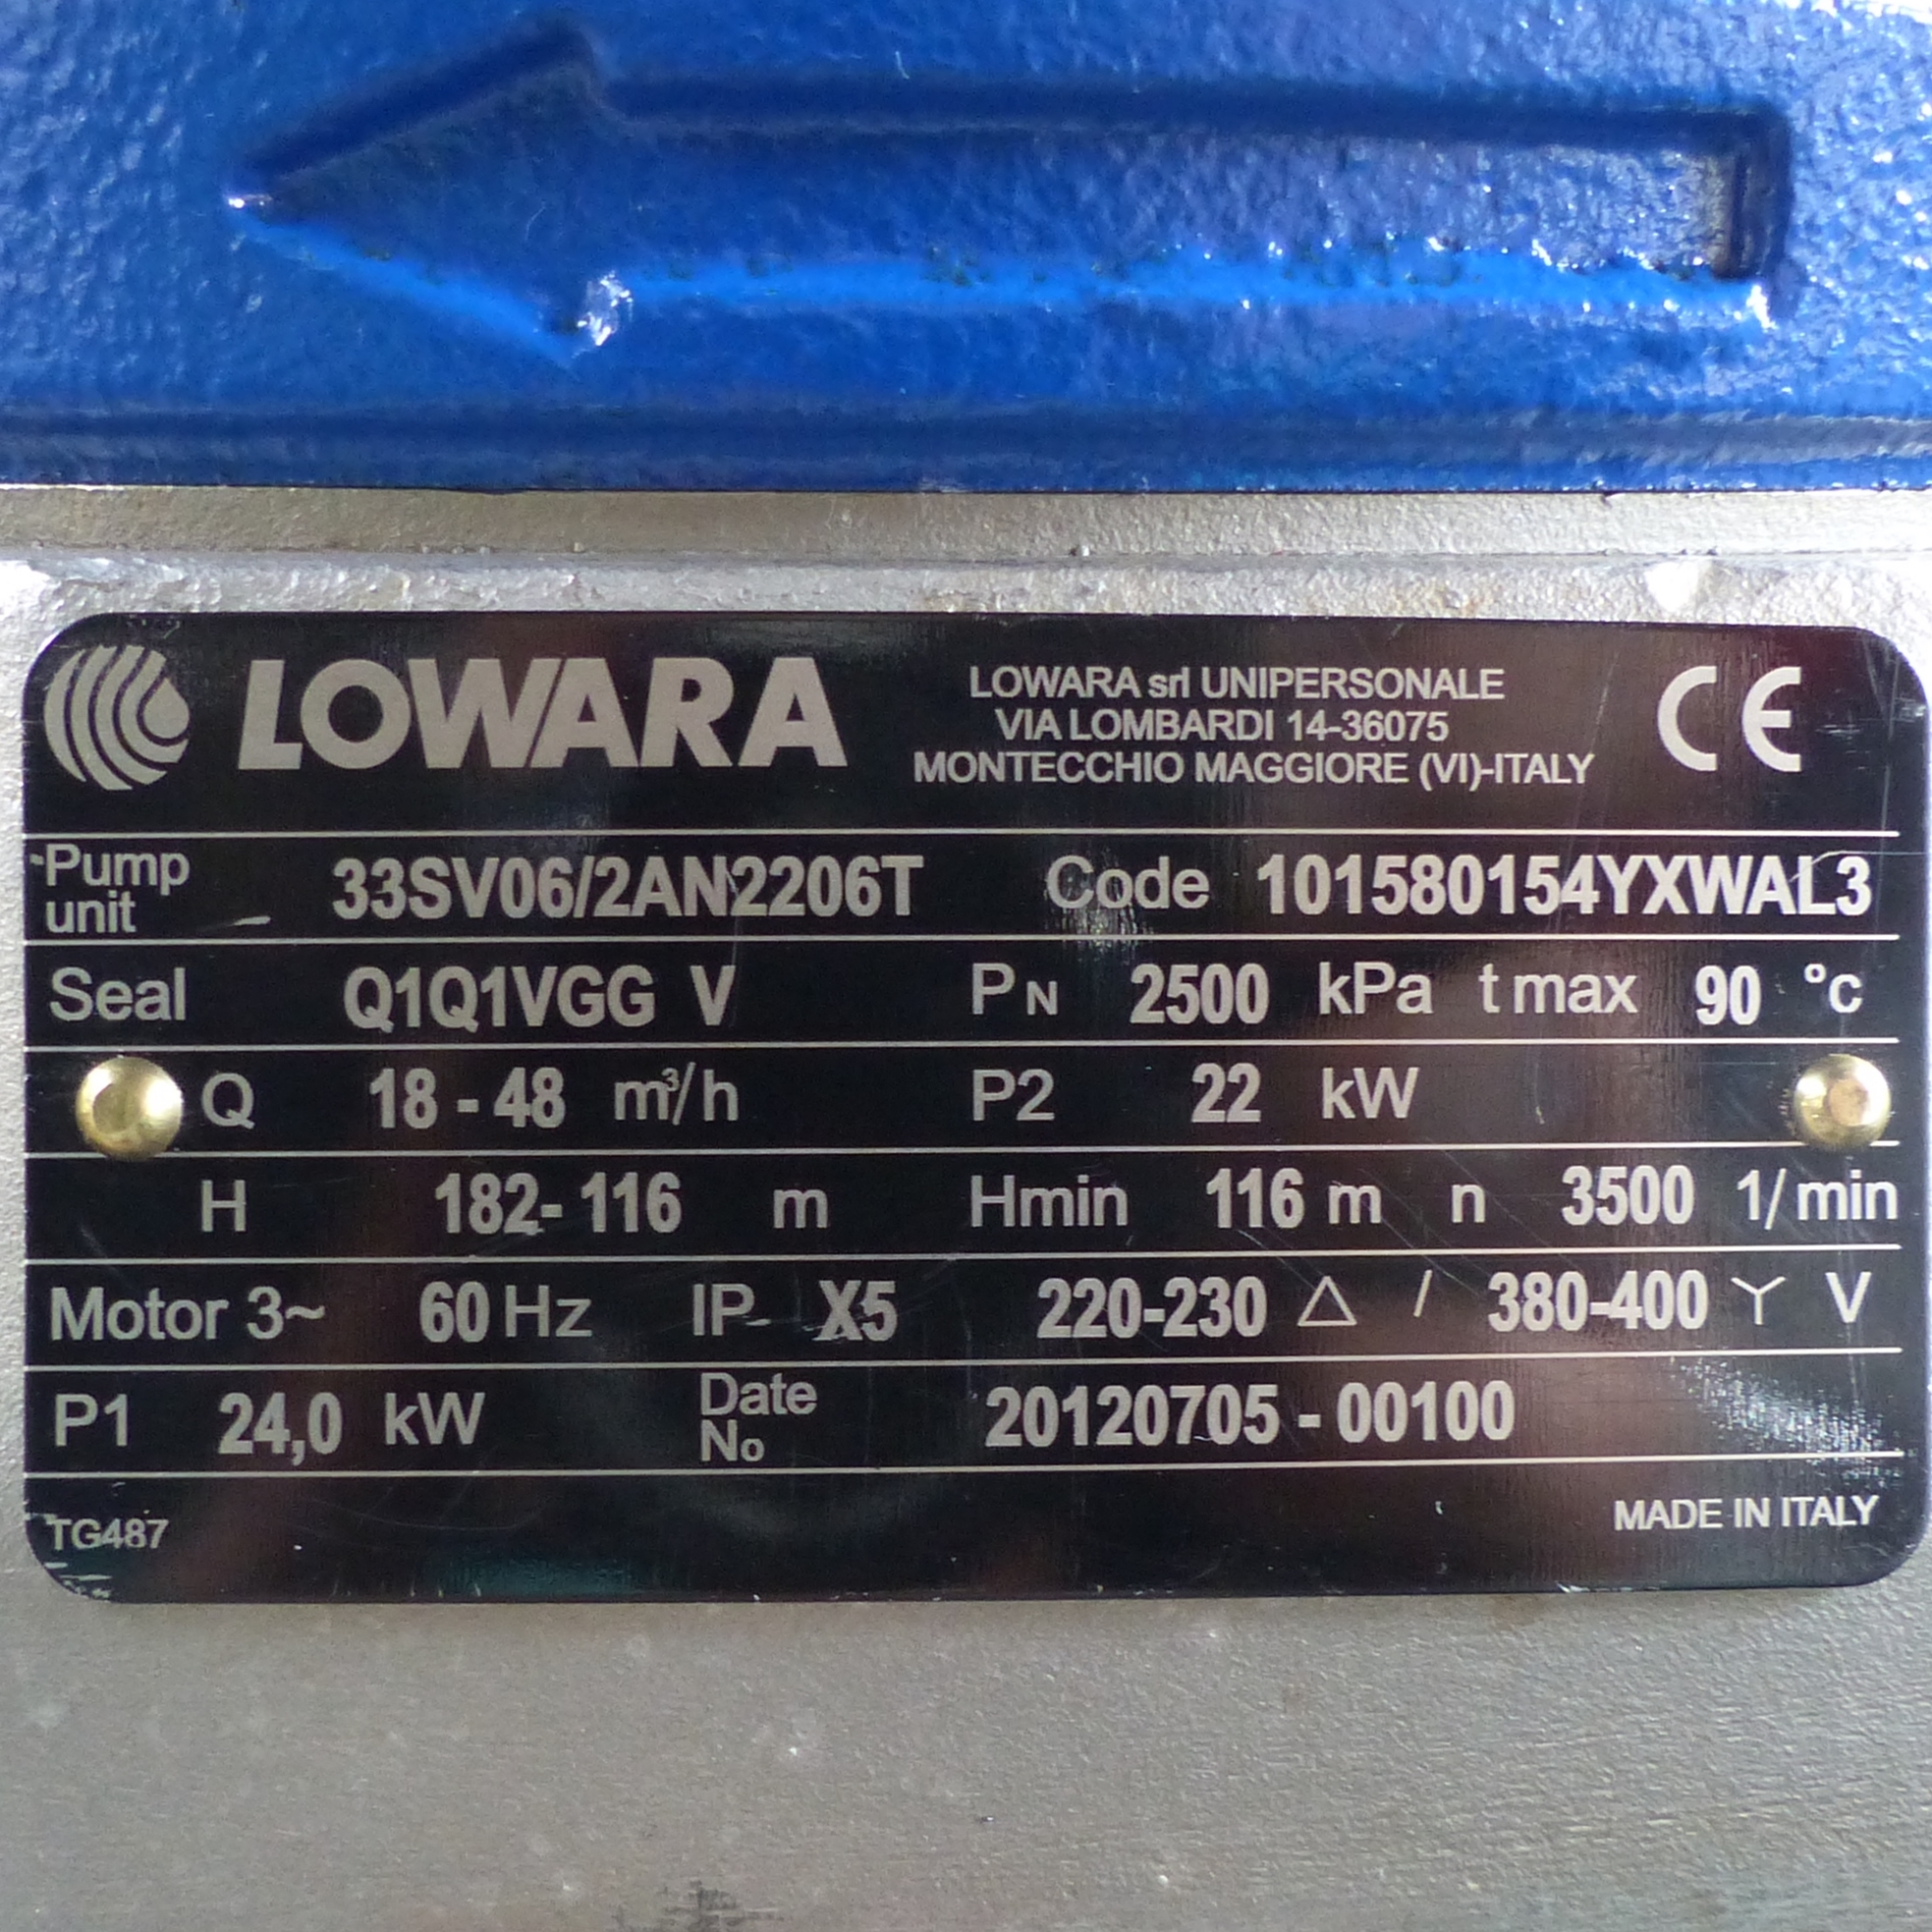 LOWARA
LOWARA srl UNIPERSONALE
VIA LOMBARDI 14-36075
MONTECCHIO MAGGIORE (VI)-ITALY
CE
Pump unit 33SV06/2AN2206T Code 101580154YXWAL3
Seal Q1Q1VGG V PN 2500 kPa t max 90 °c
Q 18 - 48 m³/h P2 22 kW
H 182- 116 m Hmin 116 m n 3500 1/min
Motor 3~ 60 Hz IP X5 220-230 △ / 380-400 Y V
P1 24,0 kW Date No 20120705 - 00100
TG487 MADE IN ITALY